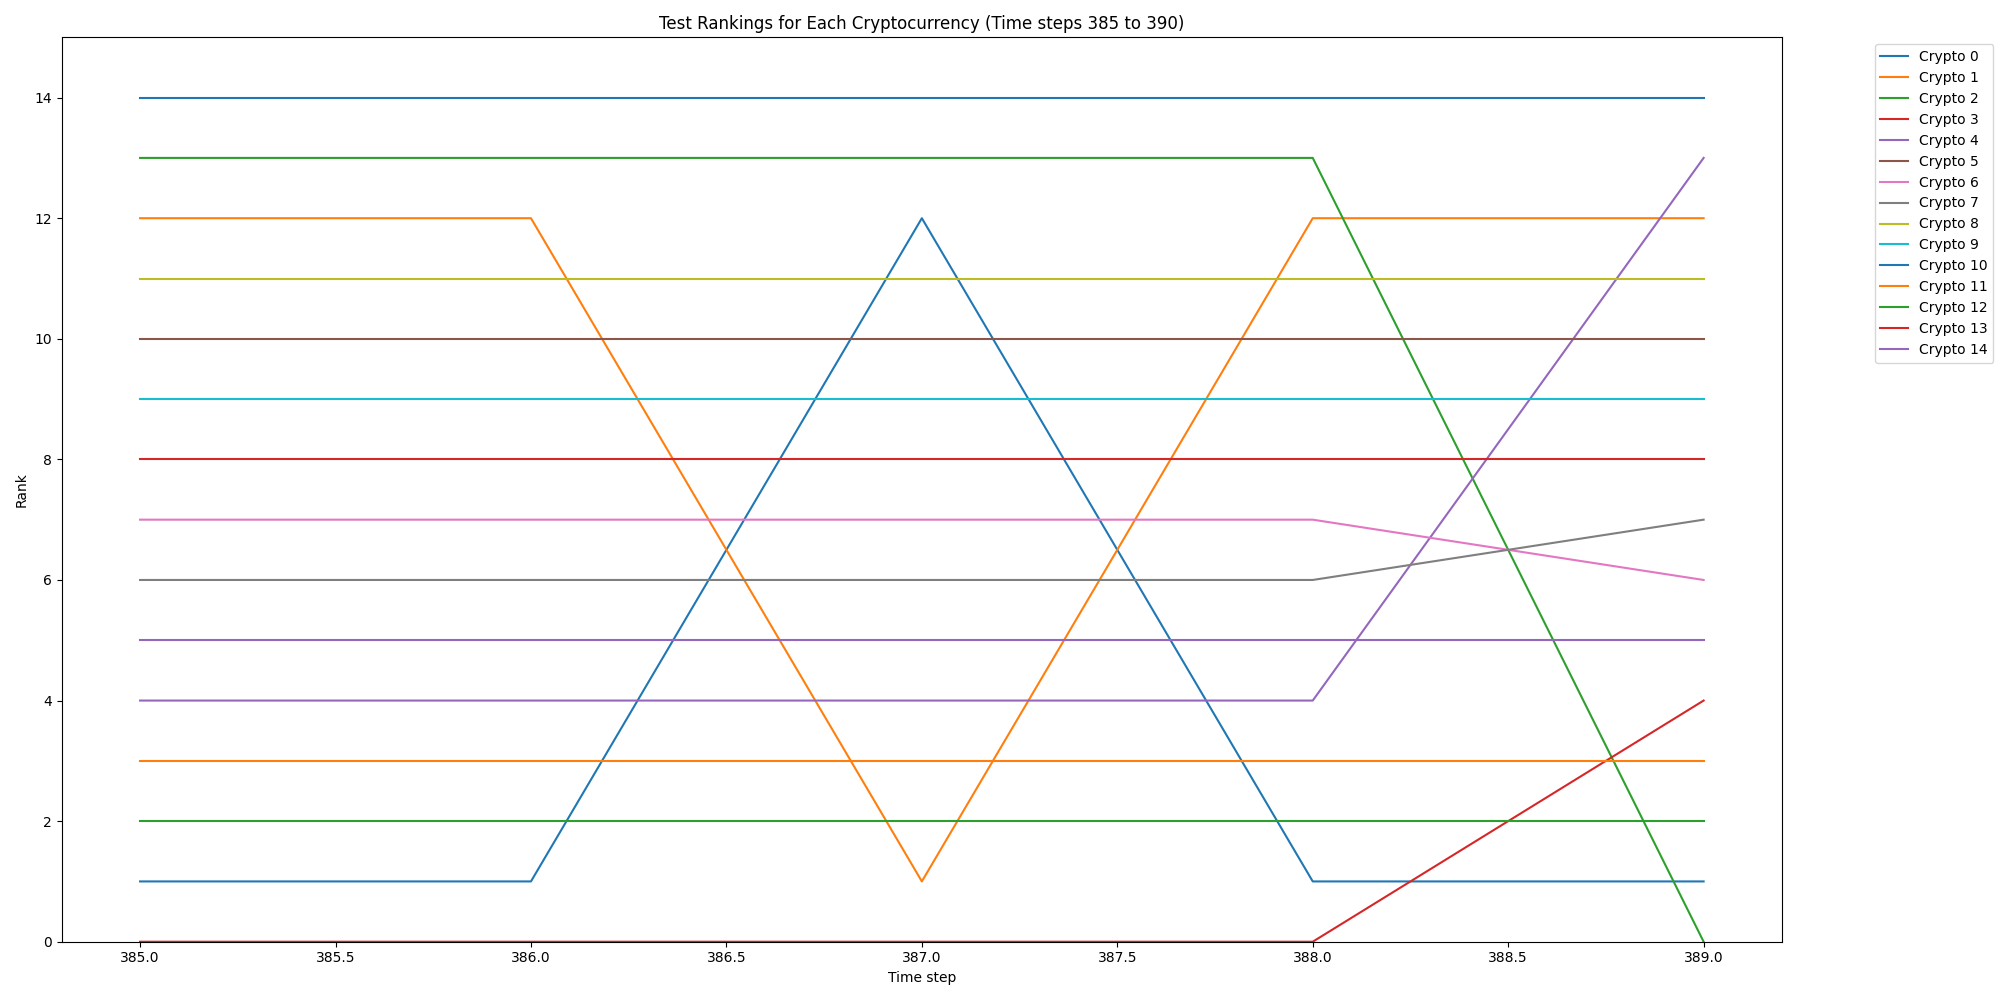 Test Rankings for Each Cryptocurrency (Time steps 385 to 390)
14
12
10
8
6
4
2
0
Rank
385.0 385.5 386.0 386.5 387.0 387.5 388.0 388.5 389.0
Time step
Crypto 0
Crypto 1
Crypto 2
Crypto 3
Crypto 4
Crypto 5
Crypto 6
Crypto 7
Crypto 8
Crypto 9
Crypto 10
Crypto 11
Crypto 12
Crypto 13
Crypto 14